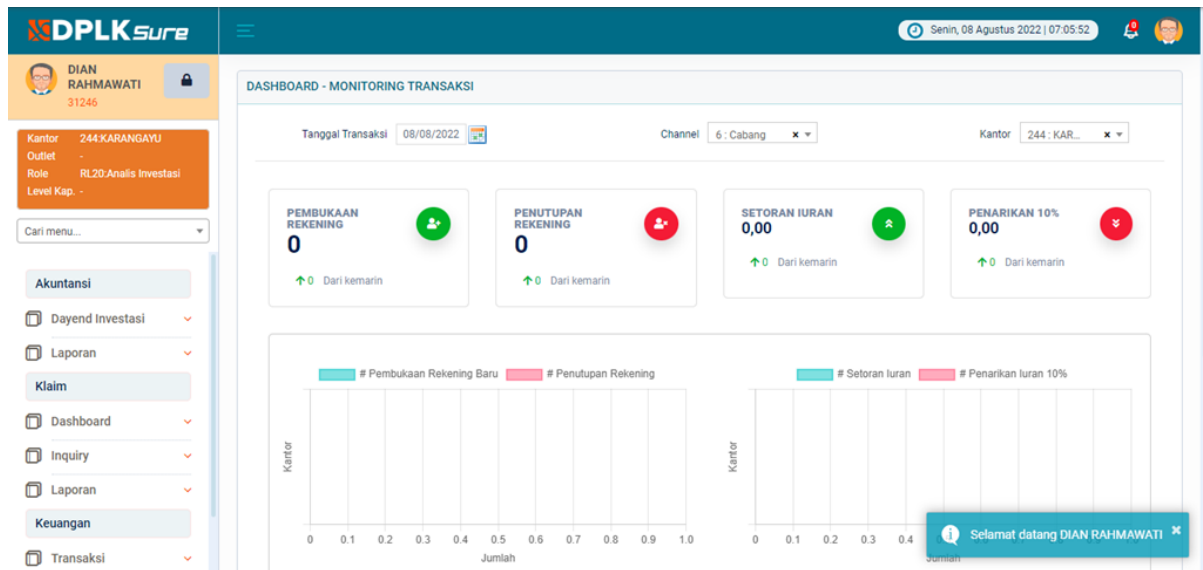 DPLKSure
Senin, 08 Agustus 2022 | 07:05:52
DIAN
RAHMAWATI
31246
Kantor 244:KARANGAYU
Outlet -
Role RL20:Analis Investasi
Level Kap. -
Cari menu...
Akuntansi
Dayend Investasi
Laporan
Klaim
Dashboard
Inquiry
Laporan
Keuangan
Transaksi
DASHBOARD - MONITORING TRANSAKSI
Tanggal Transaksi 08/08/2022
Channel 6 : Cabang x
Kantor 244 : KAR... x
PEMBUKAAN
REKENING
0
0 Dari kemarin
PENUTUPAN
REKENING
0
0 Dari kemarin
SETORAN IURAN
0,00
0 Dari kemarin
PENARIKAN 10%
0,00
0 Dari kemarin
# Pembukaan Rekening Baru # Penutupan Rekening
Kantor
0 0.1 0.2 0.3 0.4 0.5 0.6 0.7 0.8 0.9 1.0
Jumlah
# Setoran Iuran # Penarikan Iuran 10%
Kantor
0 0.1 0.2 0.3 0.4
Jumlah
Selamat datang DIAN RAHMAWATI x